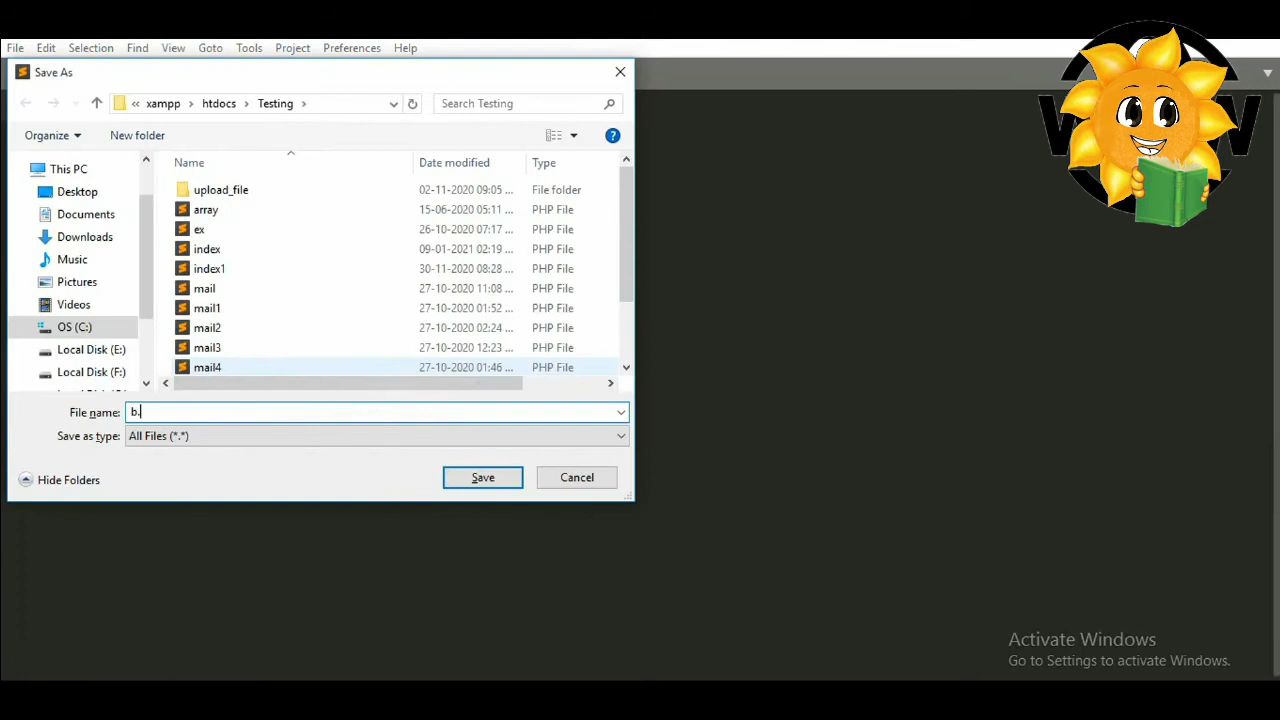 File Edit Selection Find View Goto Tools Project Preferences Help
Save As
« xampp › htdocs › Testing ›
Search Testing
Organize New folder
Name Date modified Type
This PC
Desktop
Documents
Downloads
Music
Pictures
Videos
OS (C:)
Local Disk (E:)
Local Disk (F:)
upload_file 02-11-2020 09:05 ... File folder
array 15-06-2020 05:11 ... PHP File
ex 26-10-2020 07:17 ... PHP File
index 09-01-2021 02:19 ... PHP File
index1 30-11-2020 08:28 ... PHP File
mail 27-10-2020 11:08 ... PHP File
mail1 27-10-2020 01:52 ... PHP File
mail2 27-10-2020 02:24 ... PHP File
mail3 27-10-2020 12:23 ... PHP File
mail4 27-10-2020 01:46 ... PHP File
File name: b.
Save as type: All Files (*.*)
Hide Folders
Save Cancel
Activate Windows
Go to Settings to activate Windows.